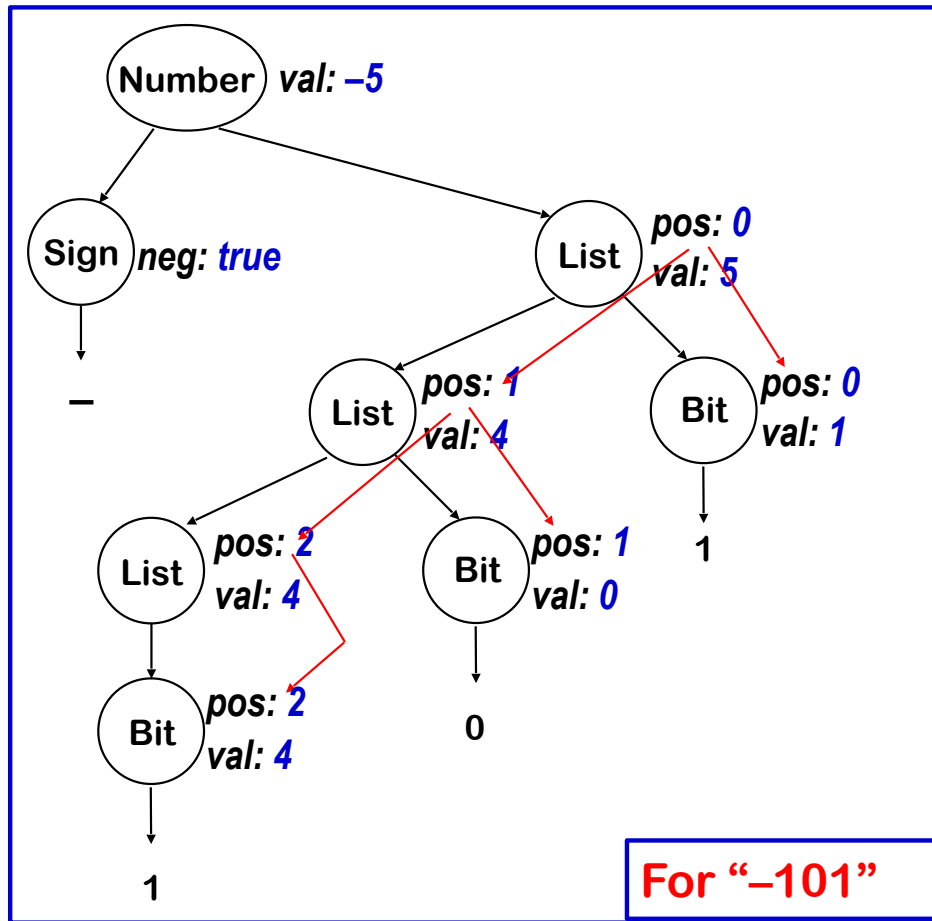 Number val: –5
Sign neg: true
List pos: 0
val: 5
–
List pos: 1
val: 4
Bit pos: 0
val: 1
List pos: 2
val: 4
Bit pos: 1
val: 0
1
Bit pos: 2
val: 4
0
1
For “–101”